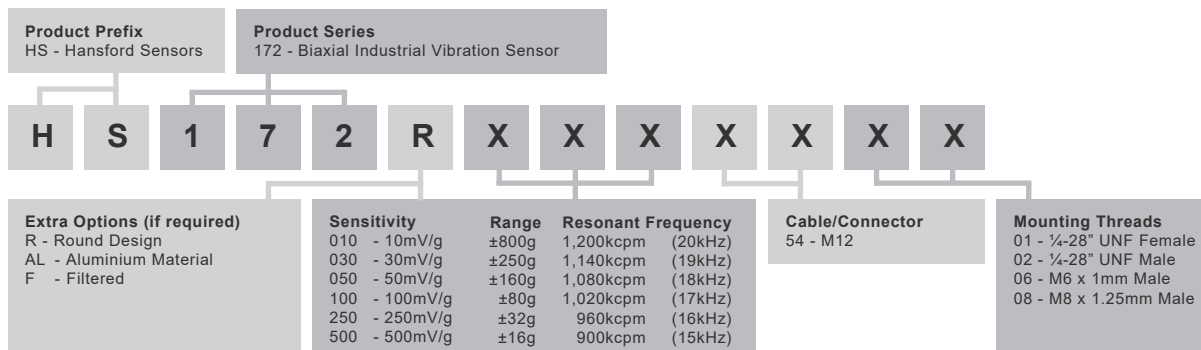 Product Prefix
HS - Hansford Sensors
Product Series
172 - Biaxial Industrial Vibration Sensor
H S 1 7 2 R X X X X X X X
Extra Options (if required)
R - Round Design
AL - Aluminium Material
F - Filtered
Sensitivity Range Resonant Frequency
010 - 10mV/g ±800g 1,200kcpm (20kHz)
030 - 30mV/g ±250g 1,140kcpm (19kHz)
050 - 50mV/g ±160g 1,080kcpm (18kHz)
100 - 100mV/g ±80g 1,020kcpm (17kHz)
250 - 250mV/g ±32g 960kcpm (16kHz)
500 - 500mV/g ±16g 900kcpm (15kHz)
Cable/Connector
54 - M12
Mounting Threads
01 - ¼-28” UNF Female
02 - ¼-28” UNF Male
06 - M6 x 1mm Male
08 - M8 x 1.25mm Male